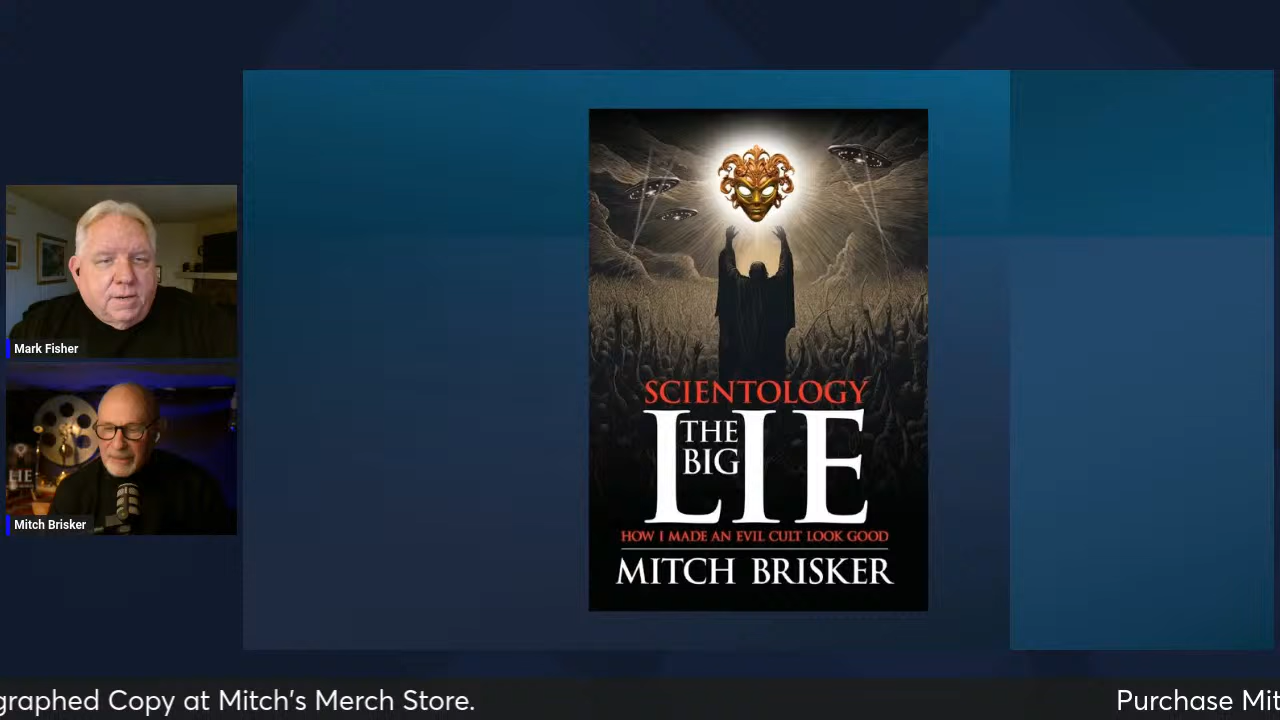 Mark Fisher
LIE
Mitch Brisker
SCIENTOLOGY
THE
BIG
LIE
HOW I MADE AN EVIL CULT LOOK GOOD
MITCH BRISKER
graphed Copy at Mitch's Merch Store.
Purchase Mit